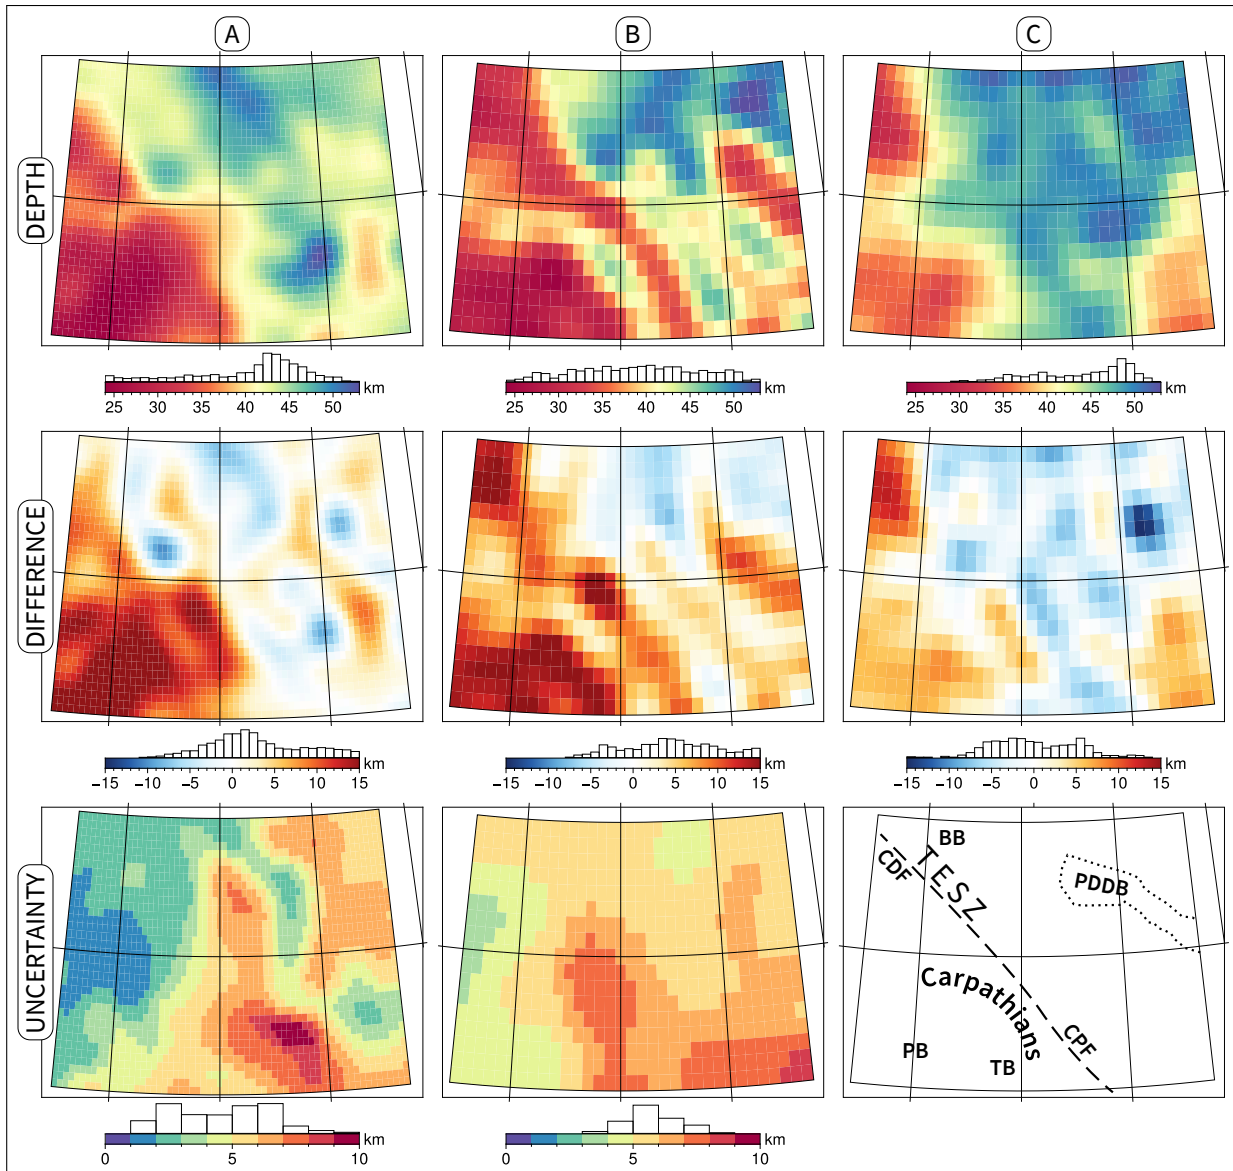 A B C
DEPTH
km km km
25 30 35 40 45 50 25 30 35 40 45 50 25 30 35 40 45 50
DIFFERENCE
km km km
−15 −10 −5 0 5 10 15 −15 −10 −5 0 5 10 15 −15 −10 −5 0 5 10 15
UNCERTAINTY
BB
TESZ
CDF
PDDB
Carpathians
CPF
PB
TB
km km
0 5 10 0 5 10